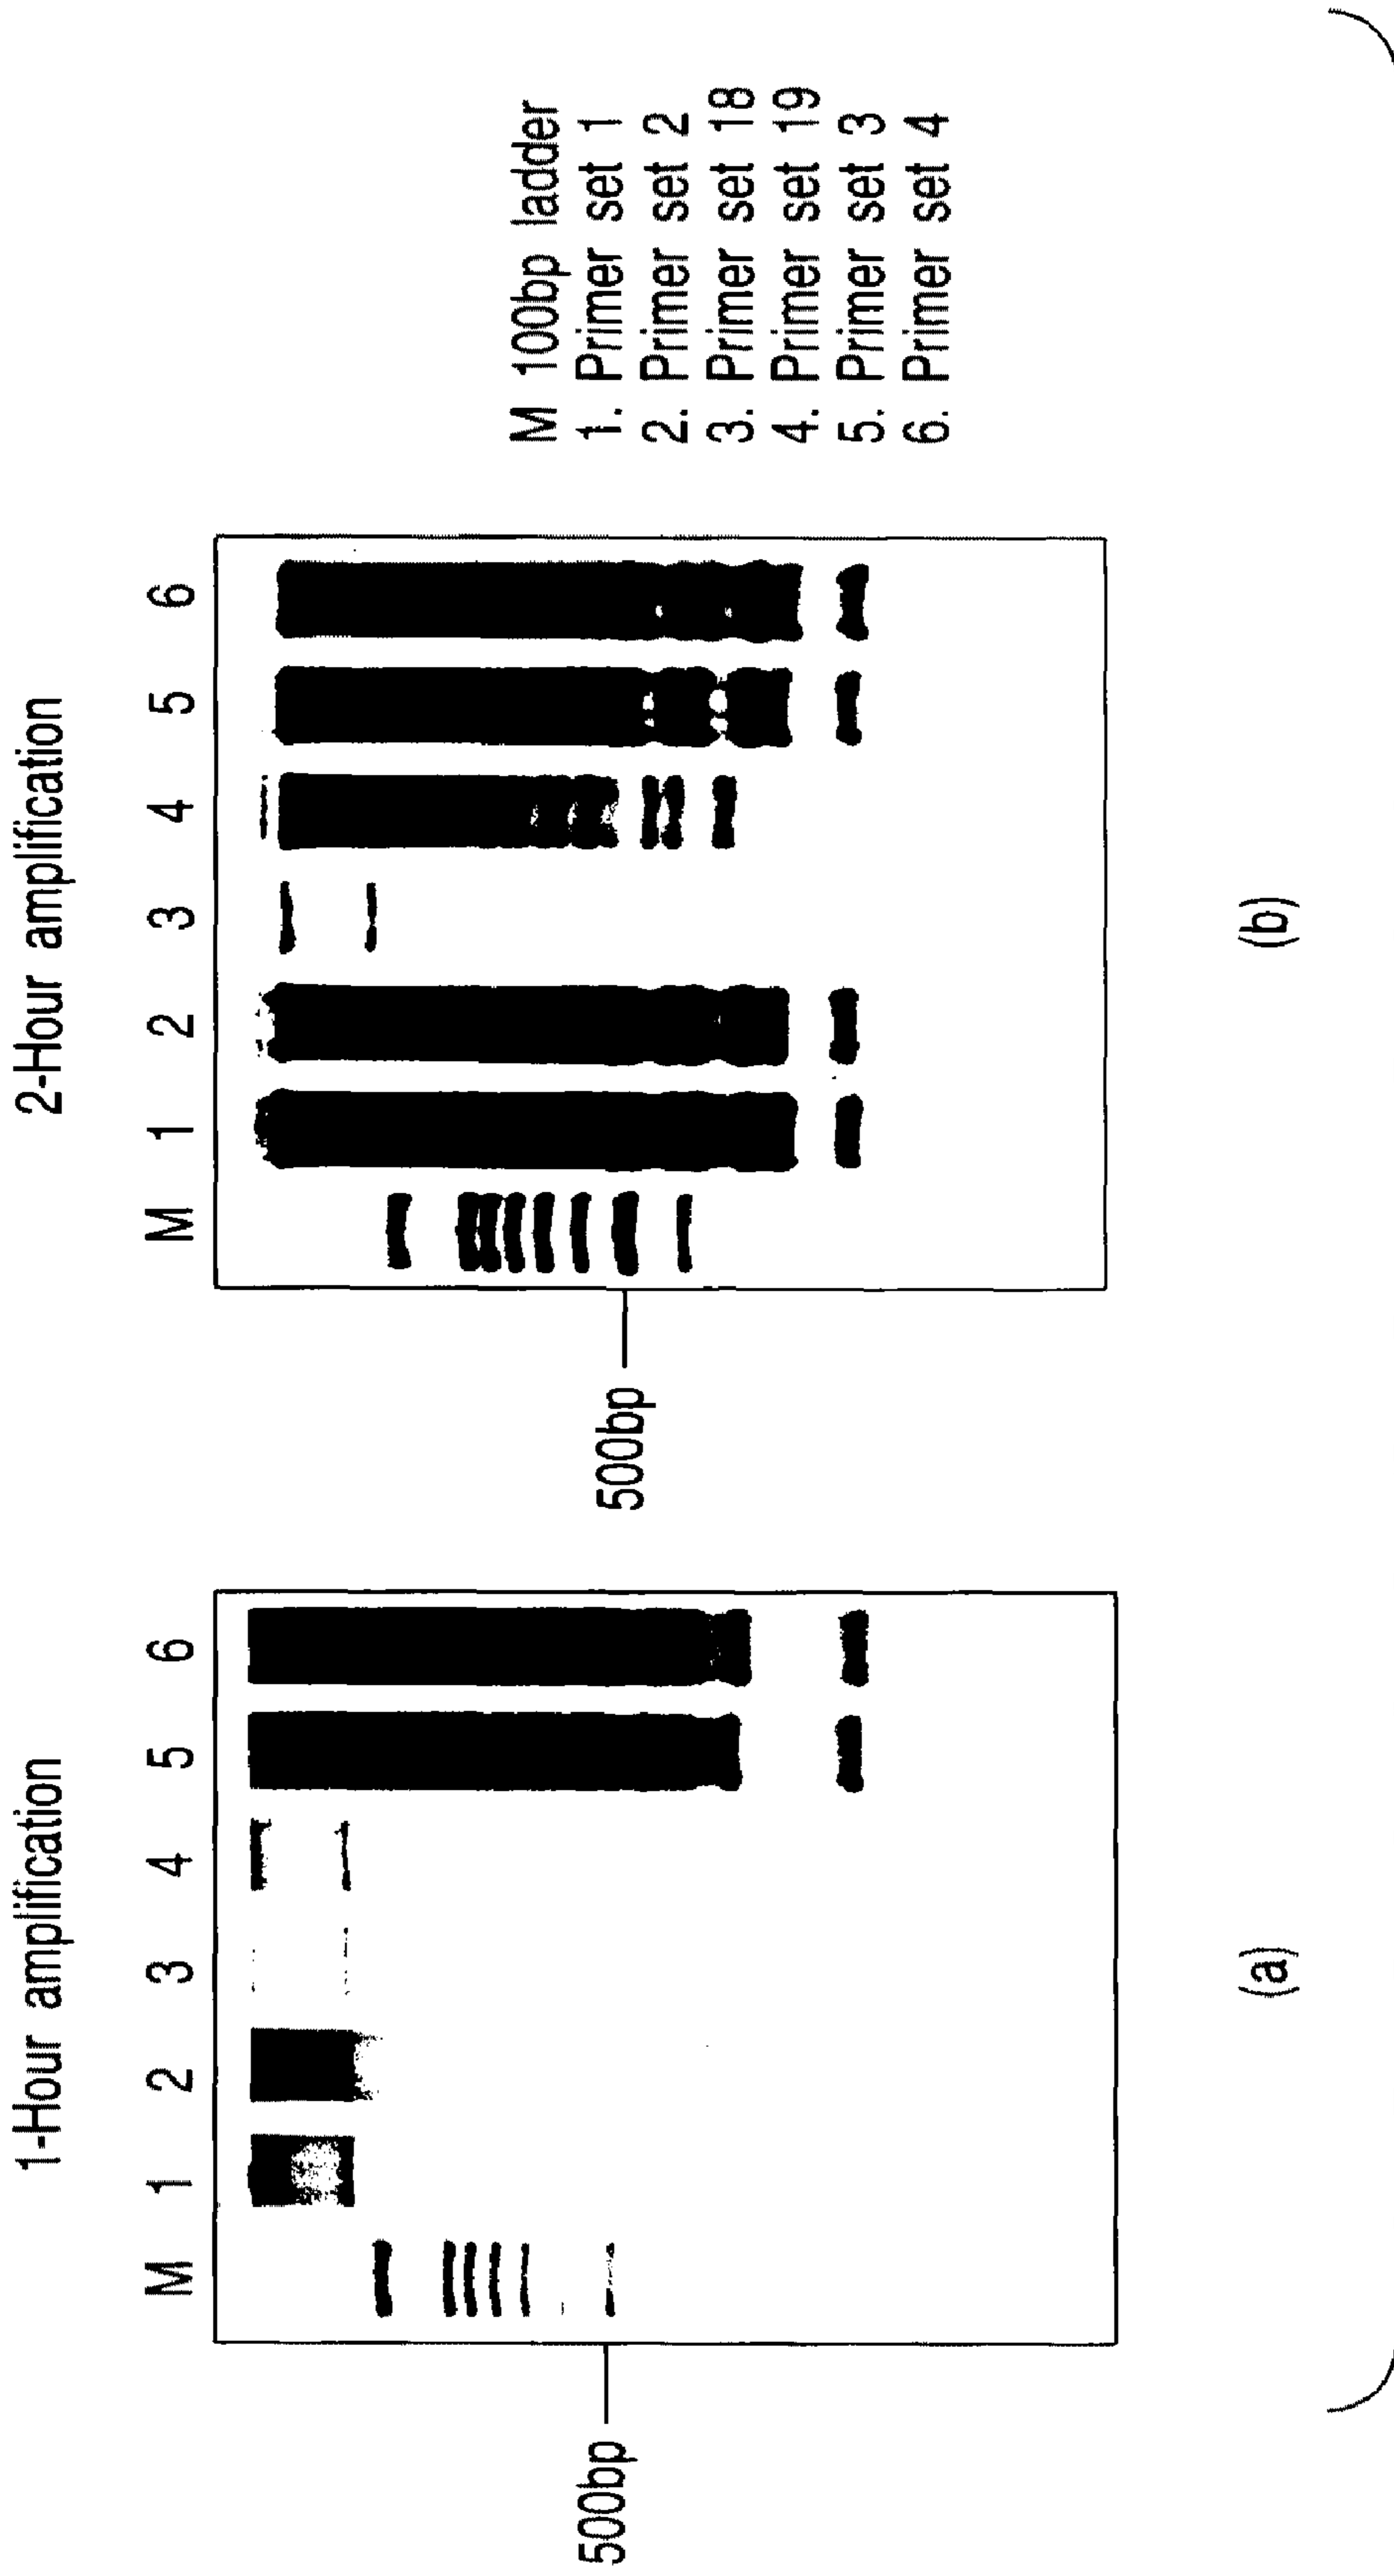 1-Hour amplification
M 1 2 3 4 5 6
500bp
(a)
2-Hour amplification
M 1 2 3 4 5 6
500bp
(b)
M 100bp ladder
1. Primer set 1
2. Primer set 2
3. Primer set 18
4. Primer set 19
5. Primer set 3
6. Primer set 4